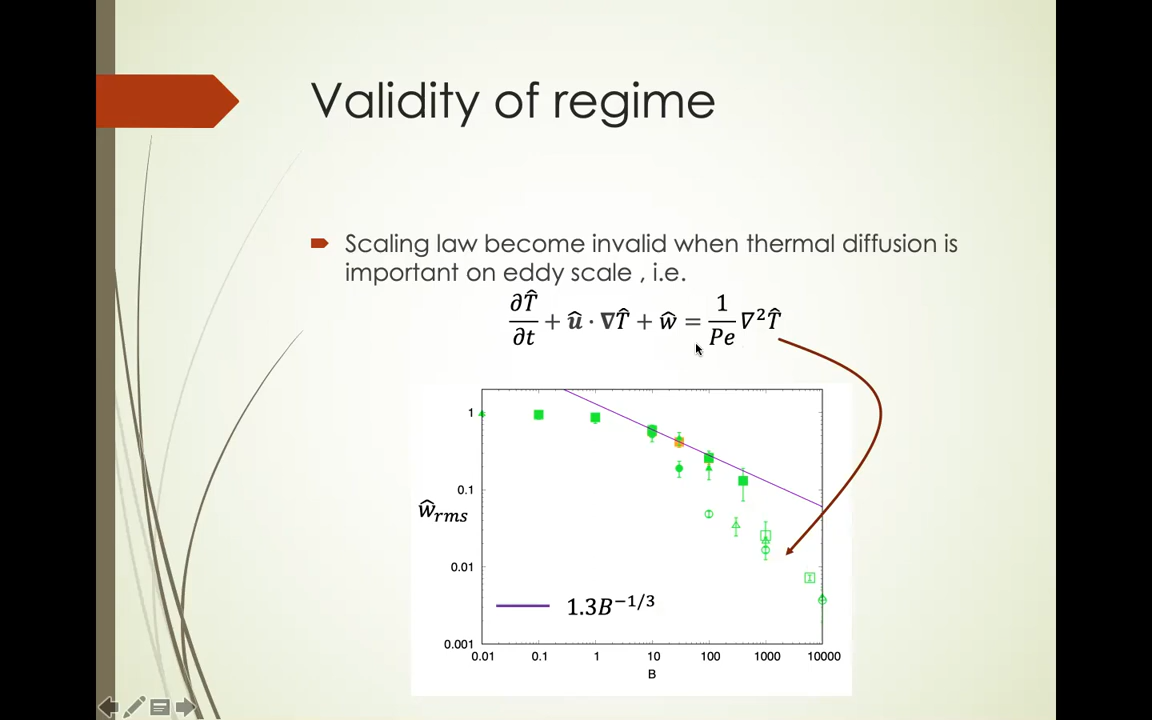 Validity of regime
Scaling law become invalid when thermal diffusion is
important on eddy scale , i.e.
∂T̂/∂t + û · ∇T̂ + ŵ = 1/Pe ∇²T̂
1
0.1
ŵrms
0.01
1.3B^−1/3
0.001
0.01 0.1 1 10 100 1000 10000
B